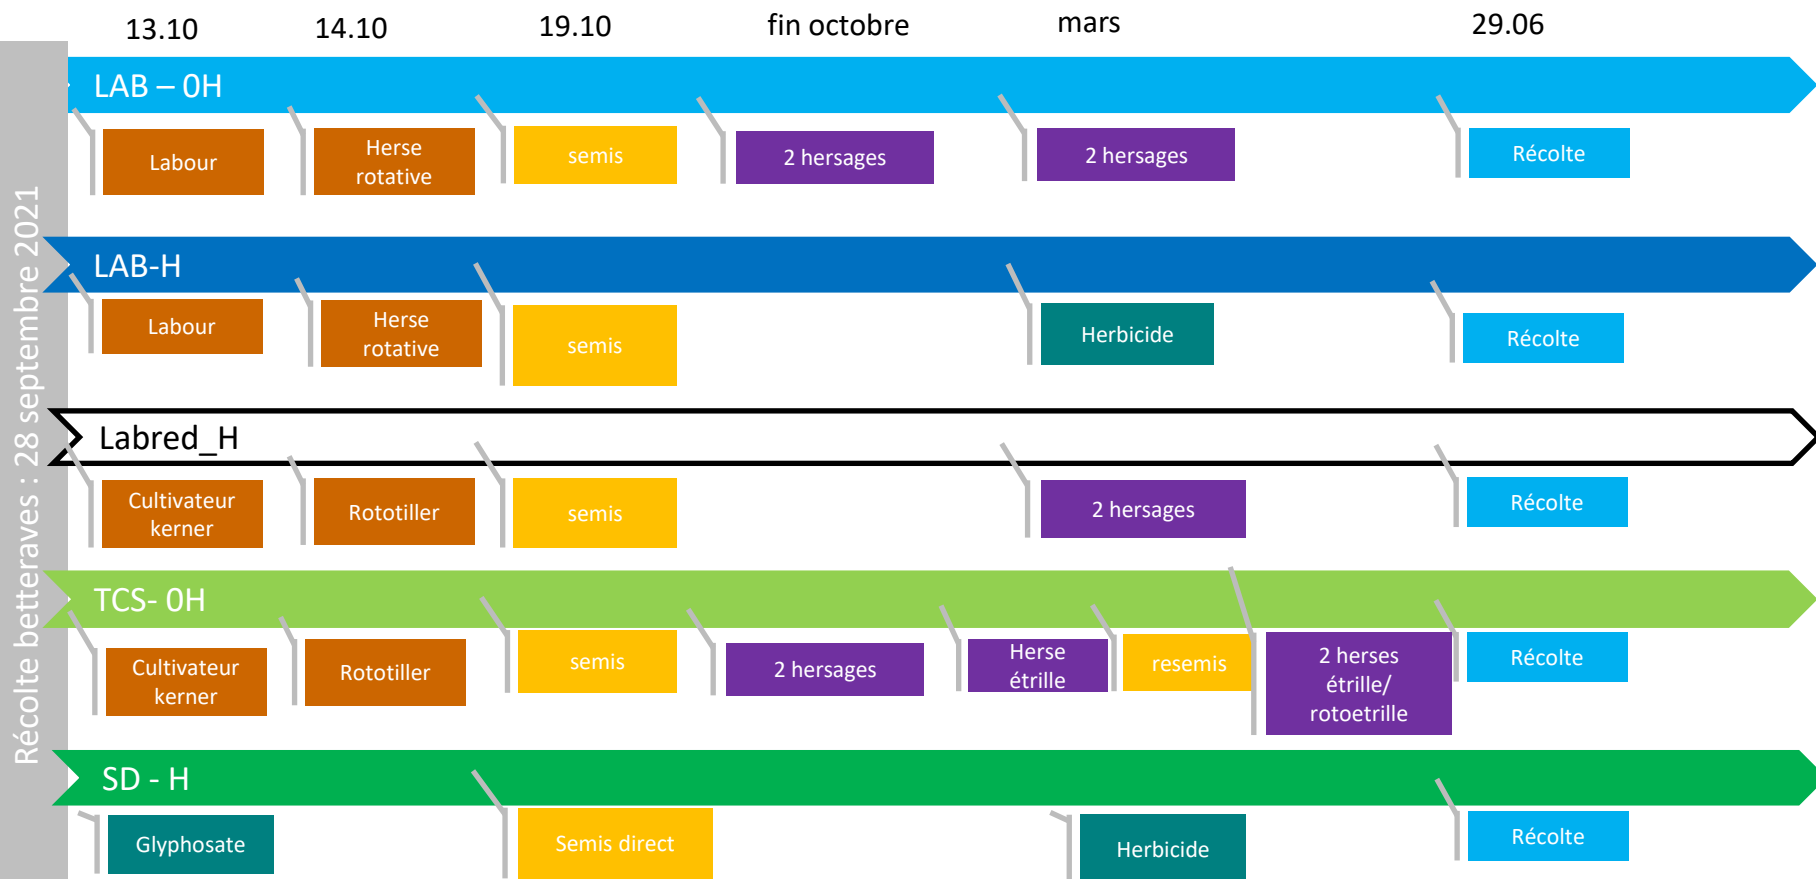 13.10
14.10
19.10
fin octobre
mars
29.06
Récolte betteraves : 28 septembre 2021
LAB – 0H
Labour
Herse
rotative
semis
2 hersages
2 hersages
Récolte
LAB-H
Labour
Herse
rotative
semis
Herbicide
Récolte
Labred_H
Cultivateur
kerner
Rototiller
semis
2 hersages
Récolte
TCS- 0H
Cultivateur
kerner
Rototiller
semis
2 hersages
Herse
étrille
resemis
2 herses
étrille/
rotoetrille
Récolte
SD - H
Glyphosate
Semis direct
Herbicide
Récolte